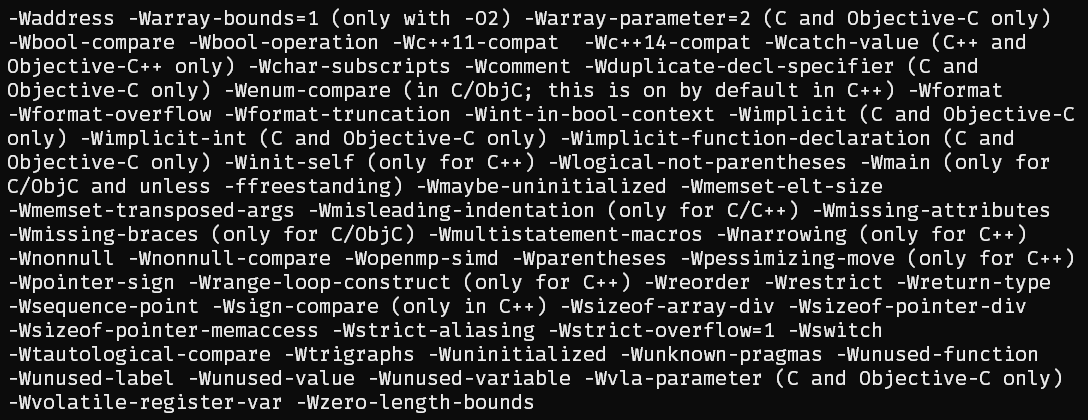 -Waddress -Warray-bounds=1 (only with -O2) -Warray-parameter=2 (C and Objective-C only)
-Wbool-compare -Wbool-operation -Wc++11-compat  -Wc++14-compat -Wcatch-value (C++ and
Objective-C++ only) -Wchar-subscripts -Wcomment -Wduplicate-decl-specifier (C and
Objective-C only) -Wenum-compare (in C/ObjC; this is on by default in C++) -Wformat
-Wformat-overflow -Wformat-truncation -Wint-in-bool-context -Wimplicit (C and Objective-C
only) -Wimplicit-int (C and Objective-C only) -Wimplicit-function-declaration (C and
Objective-C only) -Winit-self (only for C++) -Wlogical-not-parentheses -Wmain (only for
C/ObjC and unless -ffreestanding) -Wmaybe-uninitialized -Wmemset-elt-size
-Wmemset-transposed-args -Wmisleading-indentation (only for C/C++) -Wmissing-attributes
-Wmissing-braces (only for C/ObjC) -Wmultistatement-macros -Wnarrowing (only for C++)
-Wnonnull -Wnonnull-compare -Wopenmp-simd -Wparentheses -Wpessimizing-move (only for C++)
-Wpointer-sign -Wrange-loop-construct (only for C++) -Wreorder -Wrestrict -Wreturn-type
-Wsequence-point -Wsign-compare (only in C++) -Wsizeof-array-div -Wsizeof-pointer-div
-Wsizeof-pointer-memaccess -Wstrict-aliasing -Wstrict-overflow=1 -Wswitch
-Wtautological-compare -Wtrigraphs -Wuninitialized -Wunknown-pragmas -Wunused-function
-Wunused-label -Wunused-value -Wunused-variable -Wvla-parameter (C and Objective-C only)
-Wvolatile-register-var -Wzero-length-bounds